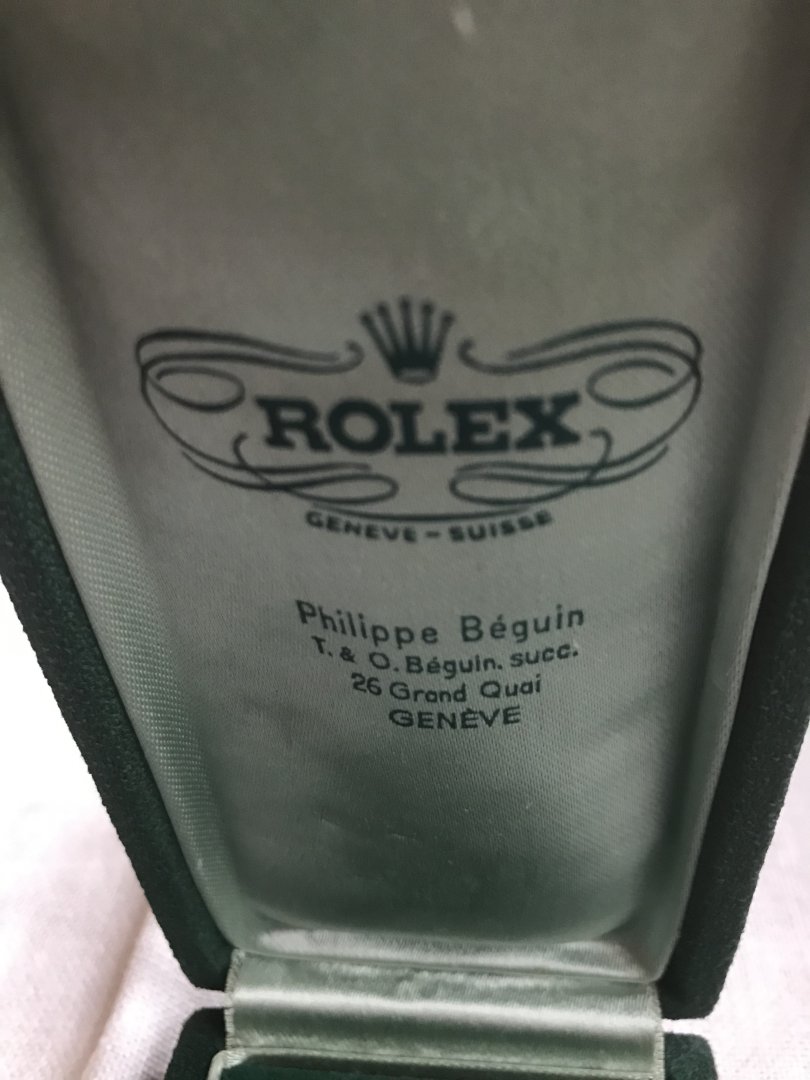 ROLEX
GENEVE - SUISSE
Philippe Béguin
T. & O. Béguin. succ.
26 Grand Quai
GENÈVE